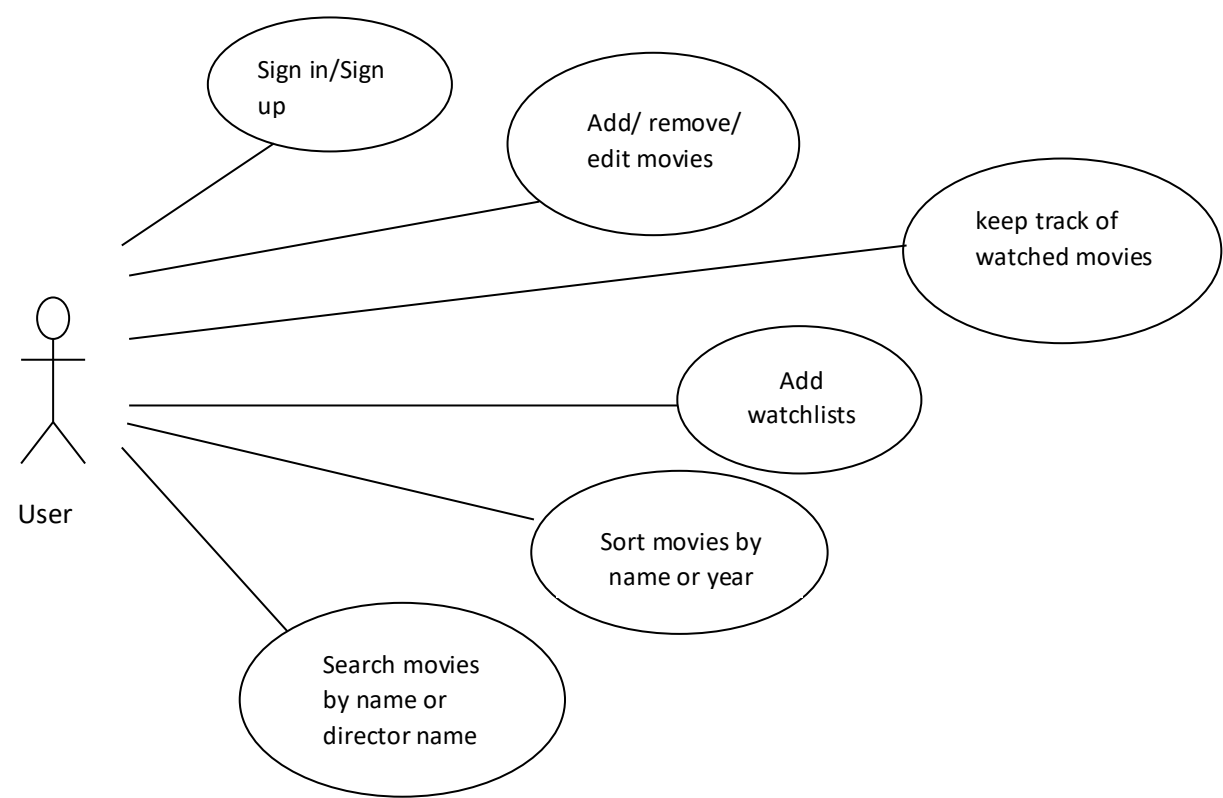 Sign in/Sign
up
Add/ remove/
edit movies
keep track of
watched movies
Add
watchlists
User
Sort movies by
name or year
Search movies
by name or
director name